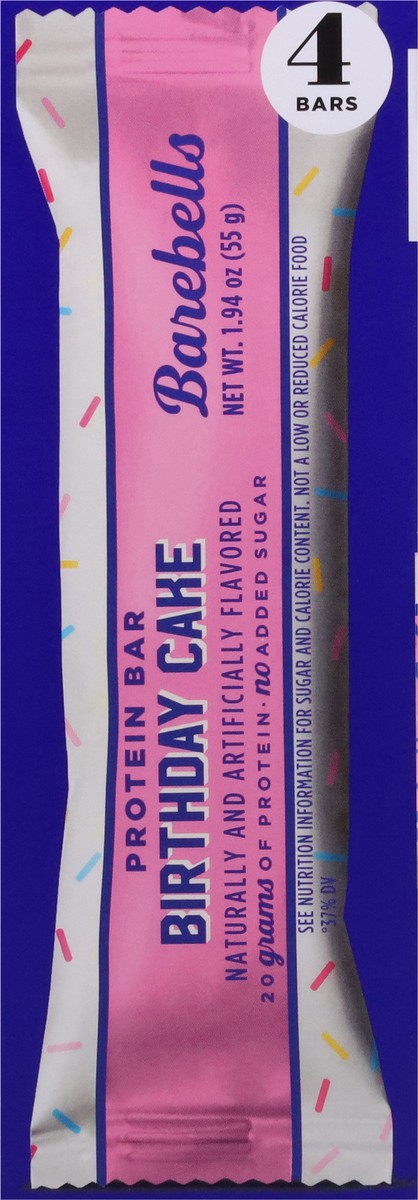 4
BARS
Barebells
NET WT. 1.94 oz (55 g)
PROTEIN BAR
BIRTHDAY CAKE
NATURALLY AND ARTIFICIALLY FLAVORED
20 grams OF PROTEIN · no ADDED SUGAR
SEE NUTRITION INFORMATION FOR SUGAR AND CALORIE CONTENT. NOT A LOW OR REDUCED CALORIE FOOD
°37% DV